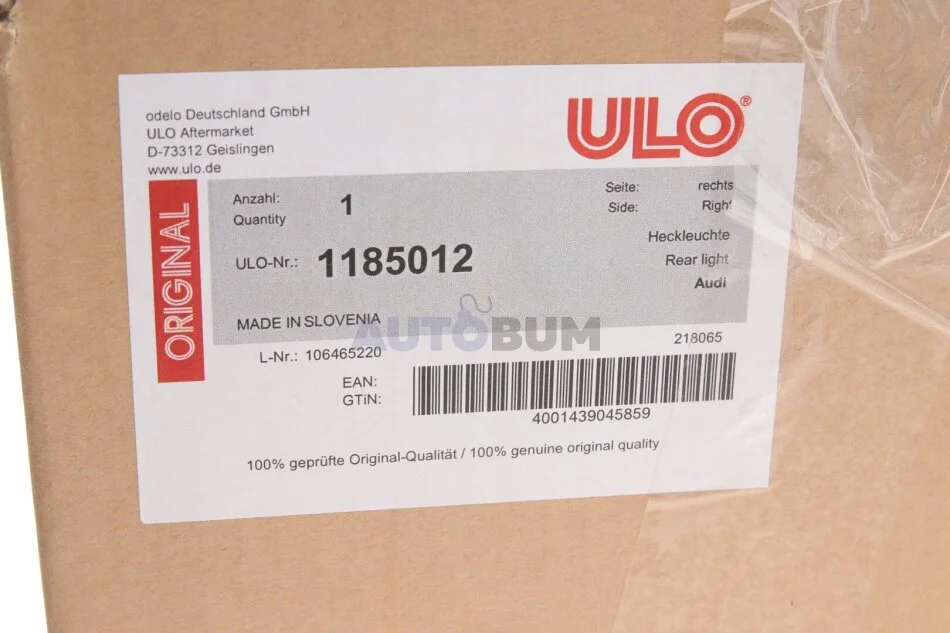 odelo Deutschland GmbH
ULO Aftermarket
D-73312 Geislingen
www.ulo.de
ULO®
ORIGINAL
Anzahl: 1 Seite: rechts
Quantity Side: Right
ULO-Nr.: 1185012
Heckleuchte
Rear light
Audi
MADE IN SLOVENIA
AUTOBUM
L-Nr.: 106465220
218065
EAN:
GTiN:
4001439045859
100% geprüfte Original-Qualität / 100% genuine original quality